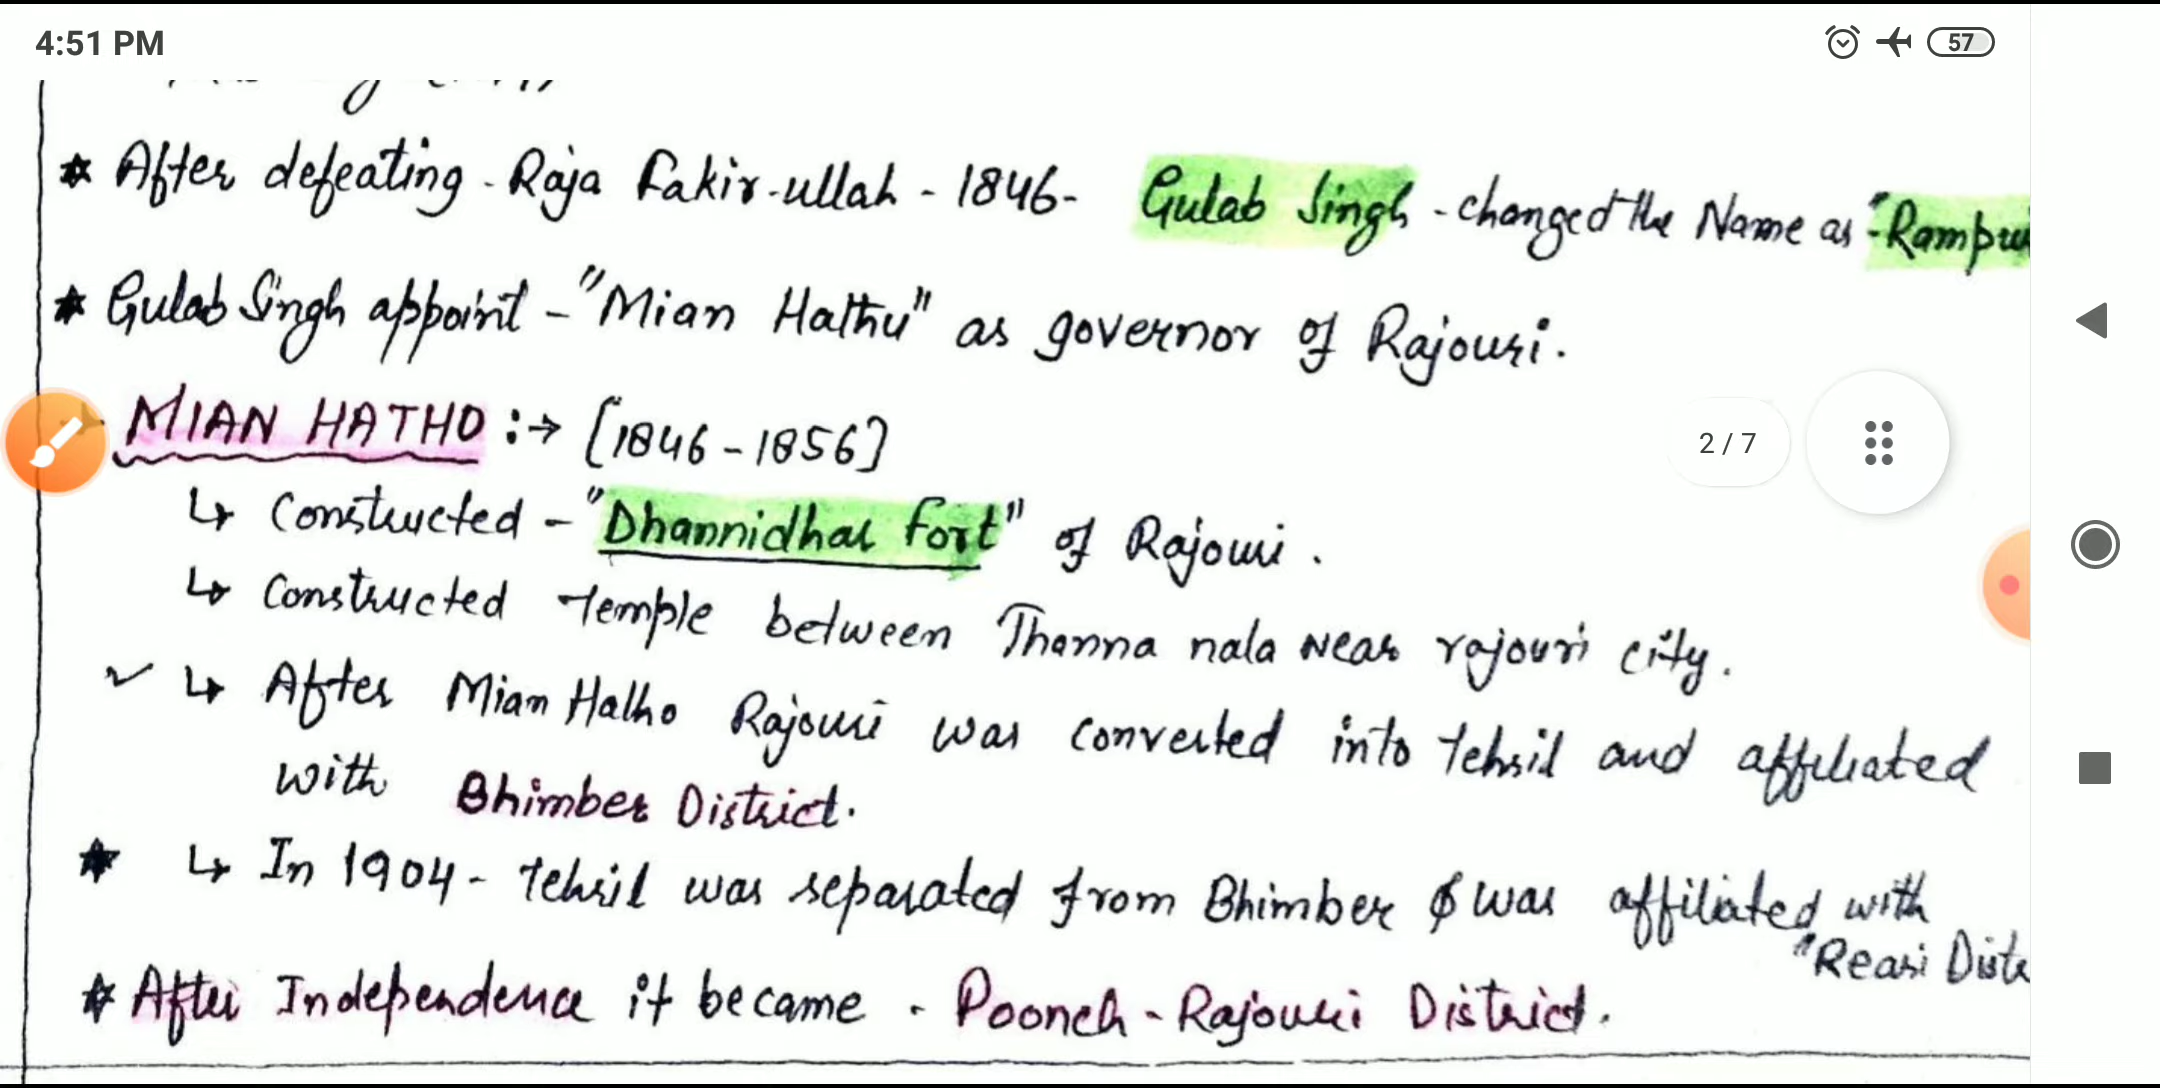 4:51 PM
57
* After defeating - Raja Fakir-ullah - 1846 - Gulab Singh - changed the Name as - "Rampu
* Gulab Singh appoint - "Mian Hathu" as governor of Rajouri.
MIAN HATHO :→ [1846 - 1856]
↳ Constructed - "Dhannidhar Fort" of Rajouri.
2 / 7
↳ Constructed temple between Thanna nala near rajouri city.
✓ ↳ After Mian Hatho Rajouri was converted into tehsil and affiliated
with Bhimber District.
★ ↳ In 1904 - tehsil was separated from Bhimber & was affiliated with
"Reasi Distr
* After Independence it became - Poonch - Rajouri District.